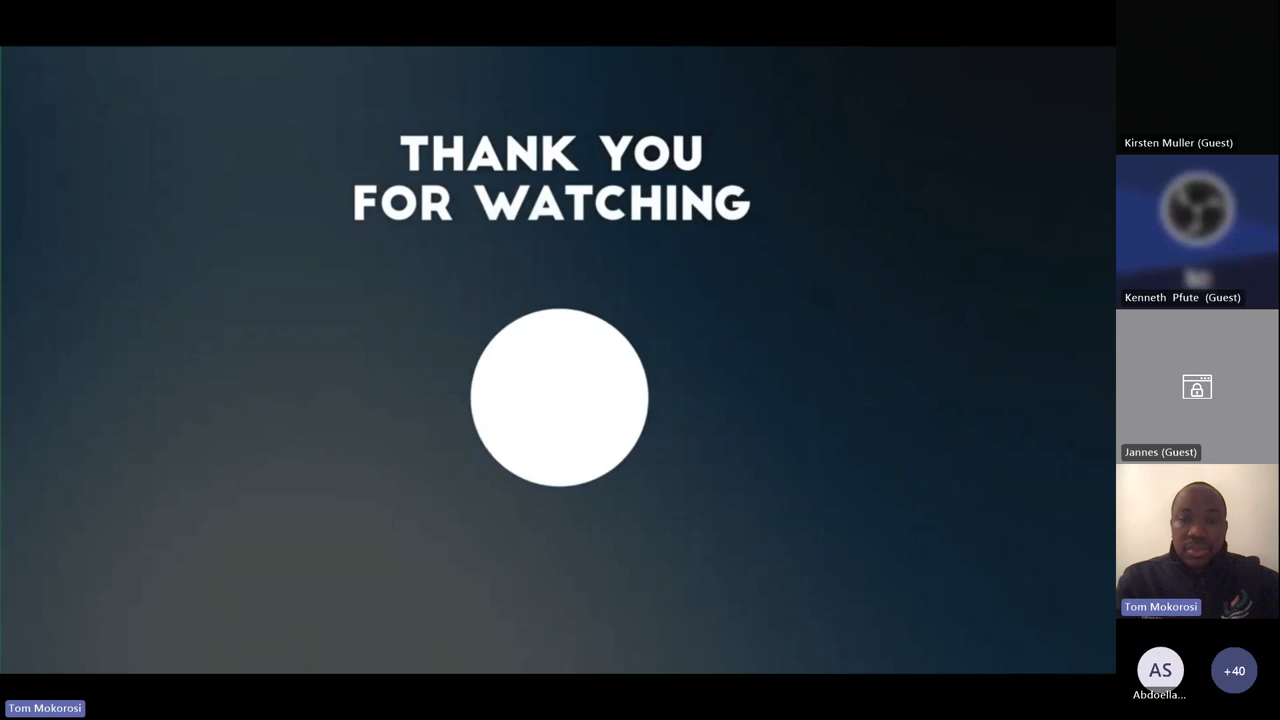 THANK YOU
FOR WATCHING
Kirsten Muller (Guest)
Kenneth Pfute (Guest)
Jannes (Guest)
Tom Mokorosi
AS
Abdoella...
+40
Tom Mokorosi